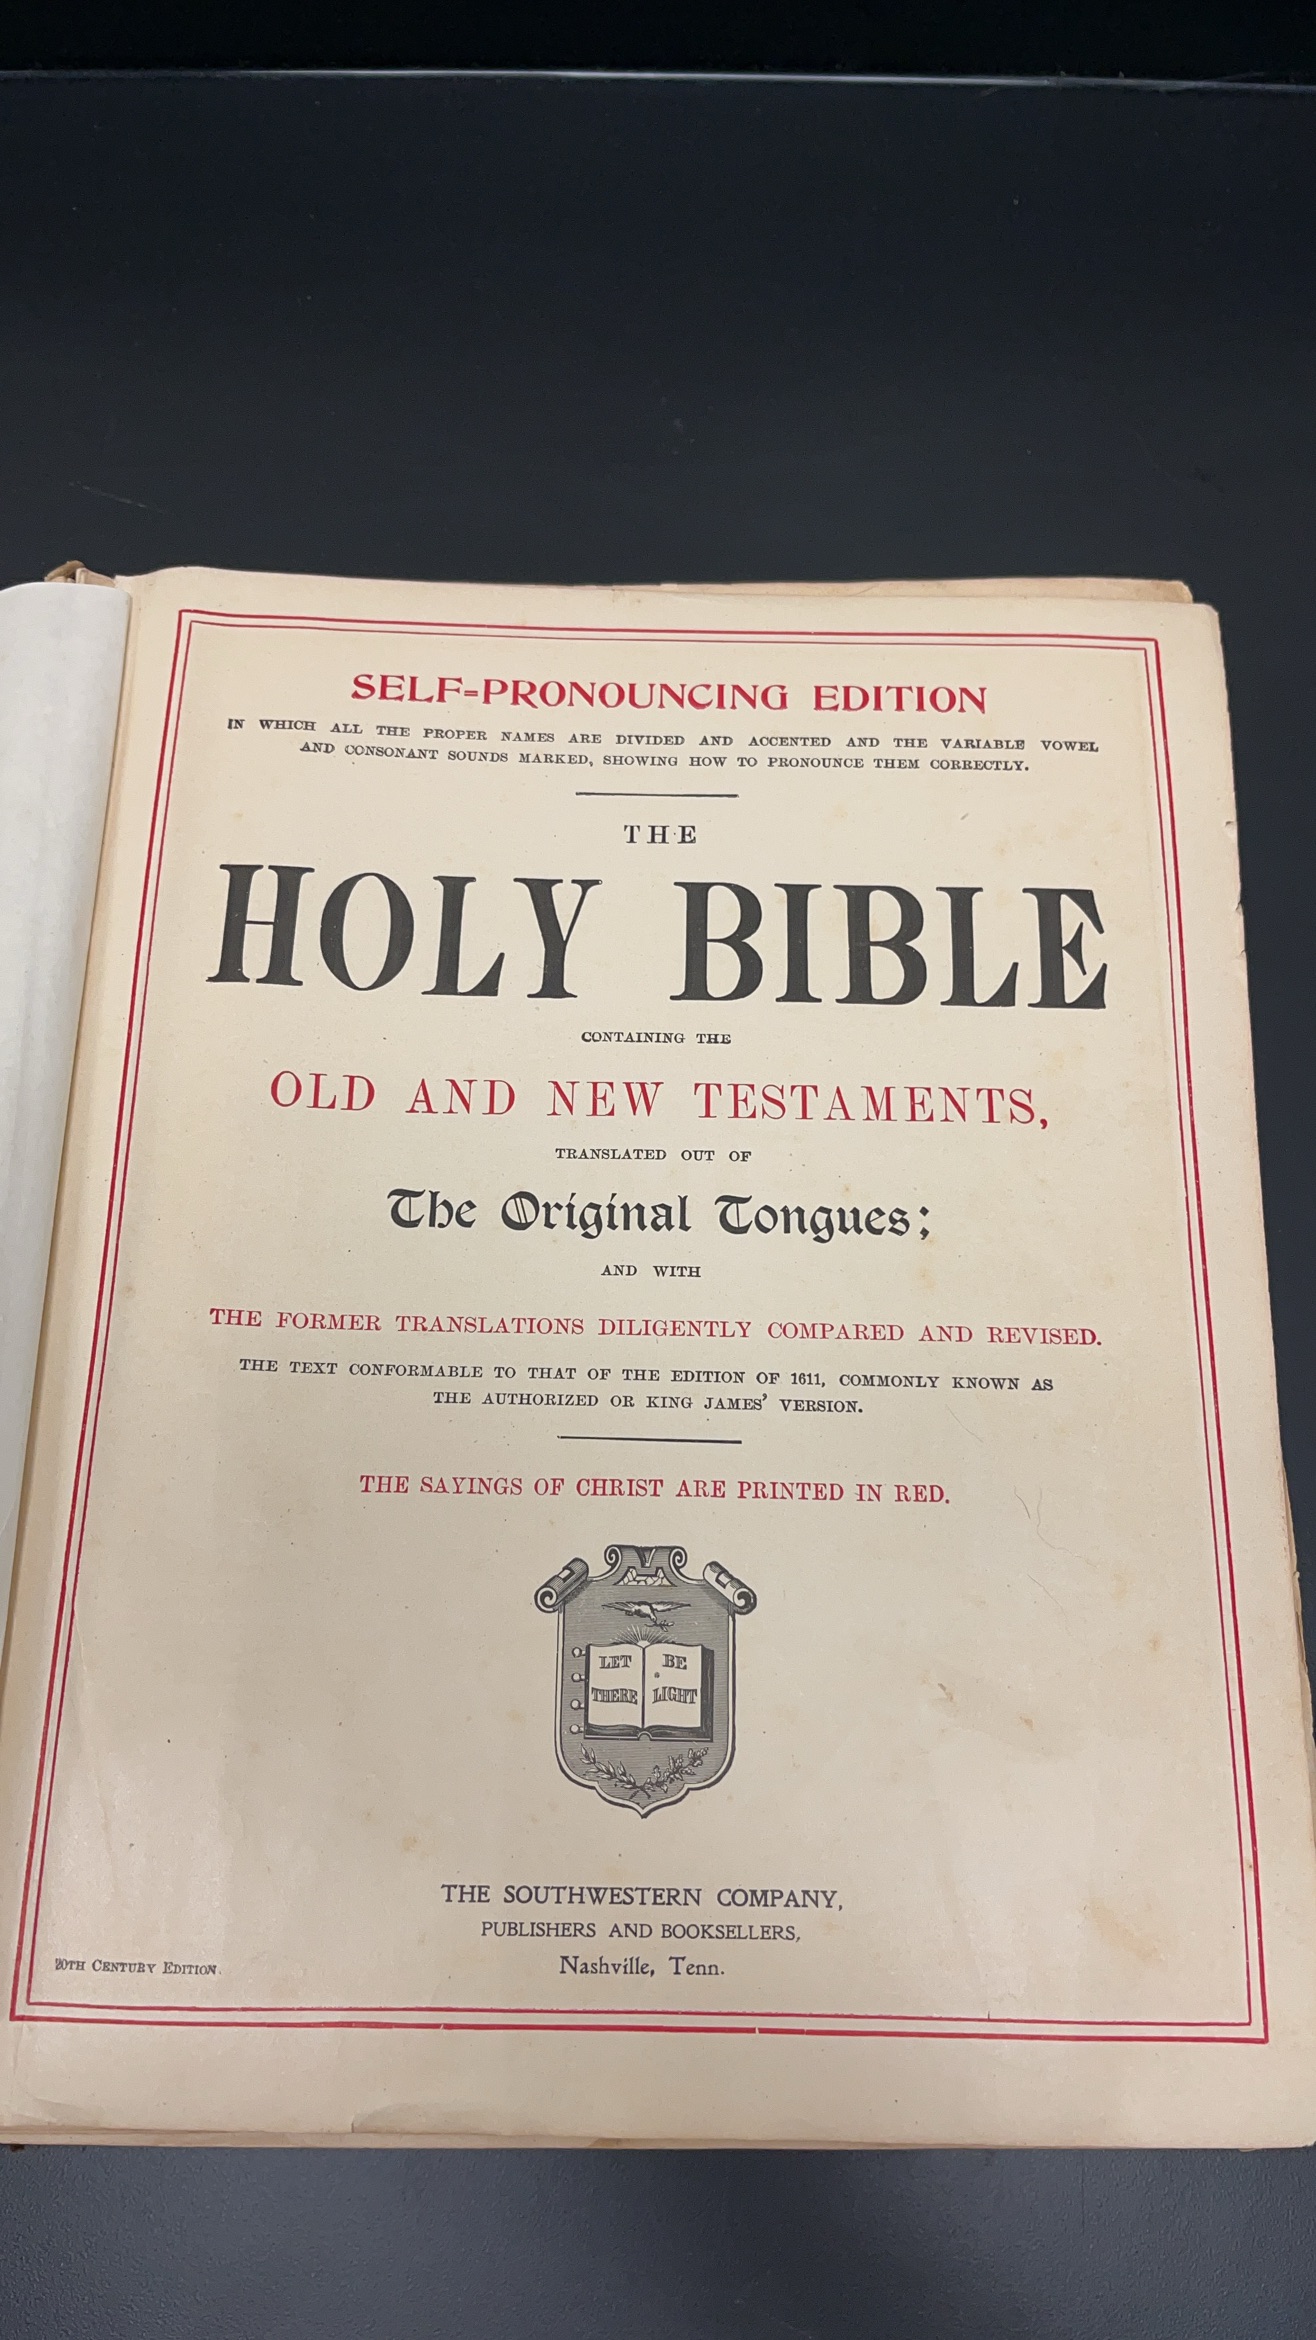 SELF-PRONOUNCING EDITION
IN WHICH ALL THE PROPER NAMES ARE DIVIDED AND ACCENTED AND THE VARIABLE VOWEL
AND CONSONANT SOUNDS MARKED, SHOWING HOW TO PRONOUNCE THEM CORRECTLY.
THE
HOLY BIBLE
CONTAINING THE
OLD AND NEW TESTAMENTS,
TRANSLATED OUT OF
The Original Tongues;
AND WITH
THE FORMER TRANSLATIONS DILIGENTLY COMPARED AND REVISED.
THE TEXT CONFORMABLE TO THAT OF THE EDITION OF 1611, COMMONLY KNOWN AS
THE AUTHORIZED OR KING JAMES' VERSION.
THE SAYINGS OF CHRIST ARE PRINTED IN RED.
LET BE
THERE LIGHT
THE SOUTHWESTERN COMPANY,
PUBLISHERS AND BOOKSELLERS,
Nashville, Tenn.
20TH CENTURY EDITION.